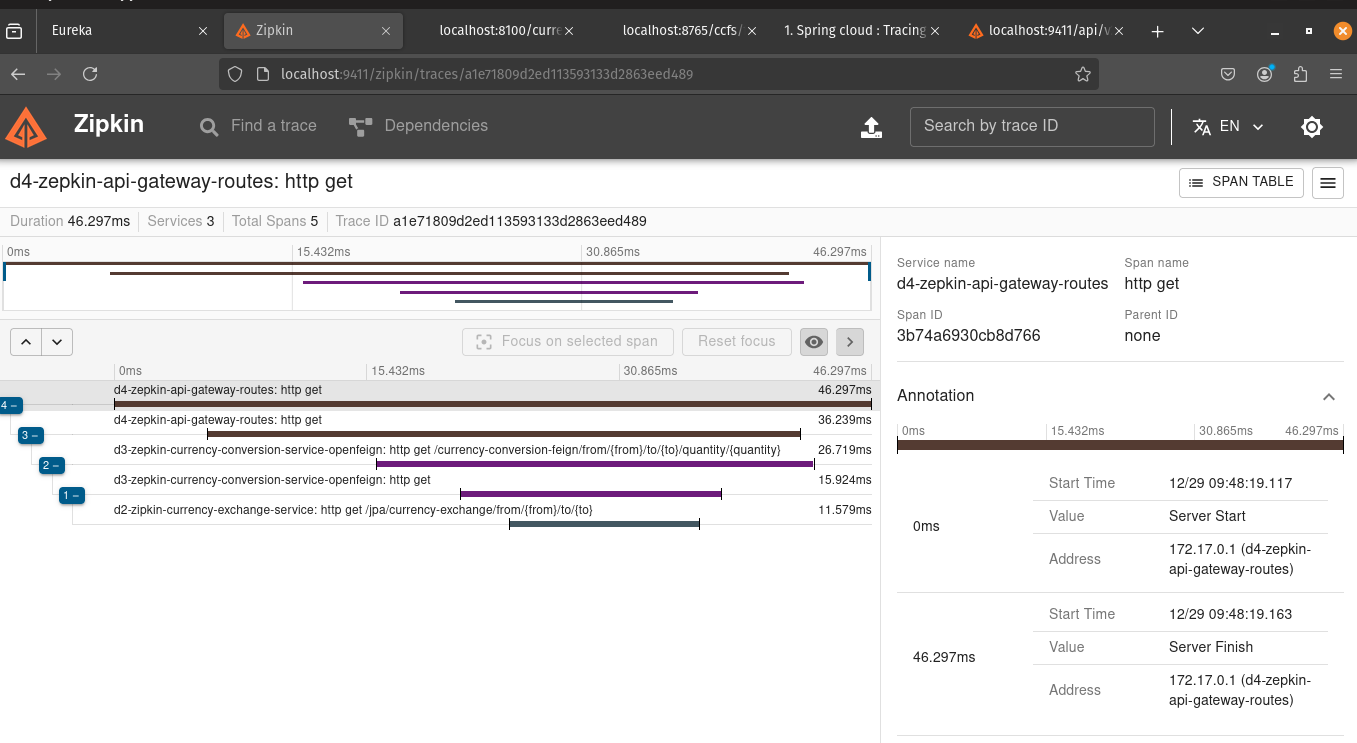 Eureka
Zipkin
localhost:8100/curre
localhost:8765/ccfs/
1. Spring cloud : Tracing
localhost:9411/api/v
localhost:9411/zipkin/traces/a1e71809d2ed113593133d2863eed489
Zipkin
Find a trace
Dependencies
Search by trace ID
EN
d4-zepkin-api-gateway-routes: http get
SPAN TABLE
Duration 46.297ms Services 3 Total Spans 5 Trace ID a1e71809d2ed113593133d2863eed489
0ms 15.432ms 30.865ms 46.297ms
Focus on selected span
Reset focus
0ms 15.432ms 30.865ms 46.297ms
d4-zepkin-api-gateway-routes: http get 46.297ms
4 –
d4-zepkin-api-gateway-routes: http get 36.239ms
3 –
d3-zepkin-currency-conversion-service-openfeign: http get /currency-conversion-feign/from/{from}/to/{to}/quantity/{quantity} 26.719ms
2 –
d3-zepkin-currency-conversion-service-openfeign: http get 15.924ms
1 –
d2-zipkin-currency-exchange-service: http get /jpa/currency-exchange/from/{from}/to/{to} 11.579ms
Service name Span name
d4-zepkin-api-gateway-routes http get
Span ID Parent ID
3b74a6930cb8d766 none
Annotation
0ms 15.432ms 30.865ms 46.297ms
0ms
Start Time 12/29 09:48:19.117
Value Server Start
Address 172.17.0.1 (d4-zepkin-
api-gateway-routes)
46.297ms
Start Time 12/29 09:48:19.163
Value Server Finish
Address 172.17.0.1 (d4-zepkin-
api-gateway-routes)